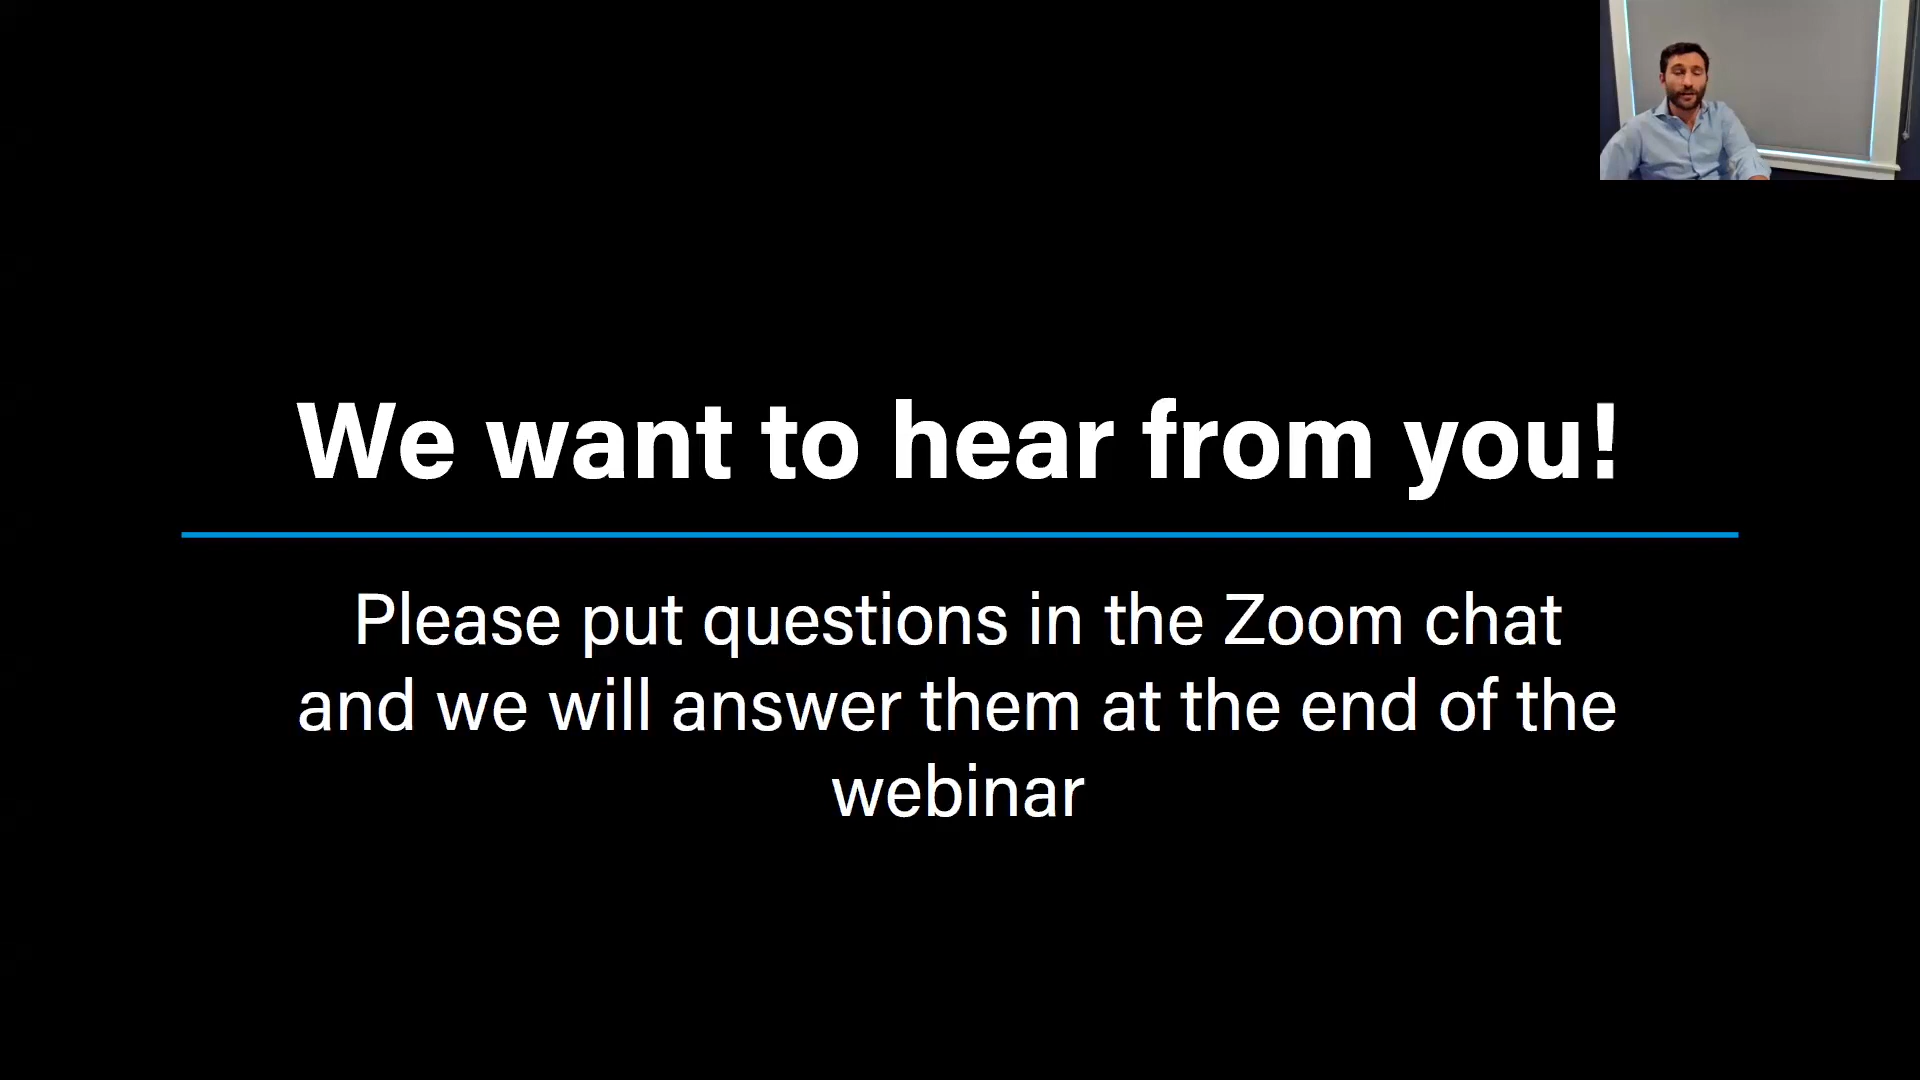 We want to hear from you!
Please put questions in the Zoom chat
and we will answer them at the end of the
webinar